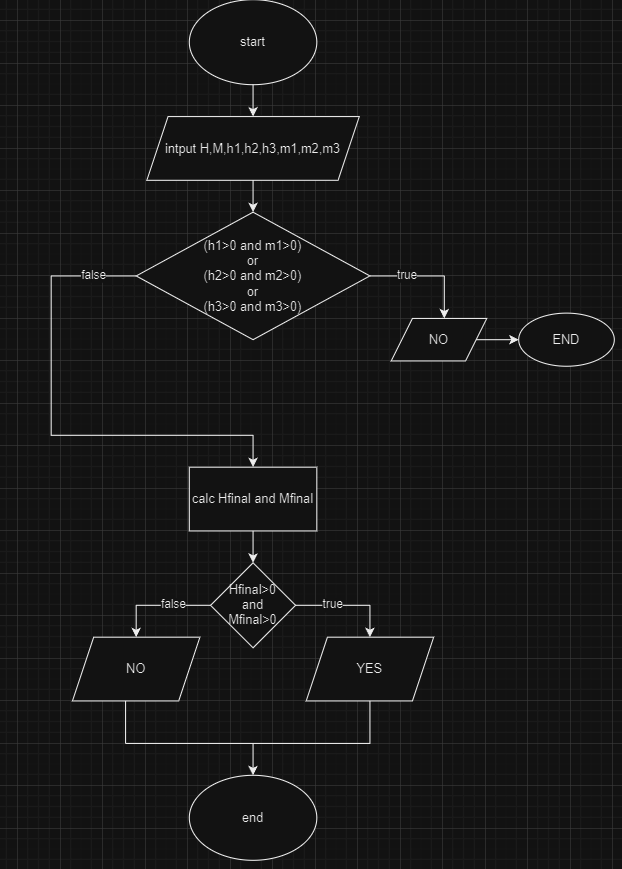 start
intput H,M,h1,h2,h3,m1,m2,m3
(h1>0 and m1>0)
or
(h2>0 and m2>0)
or
(h3>0 and m3>0)
false
true
NO
END
calc Hfinal and Mfinal
Hfinal>0
and
Mfinal>0
false
true
NO
YES
end